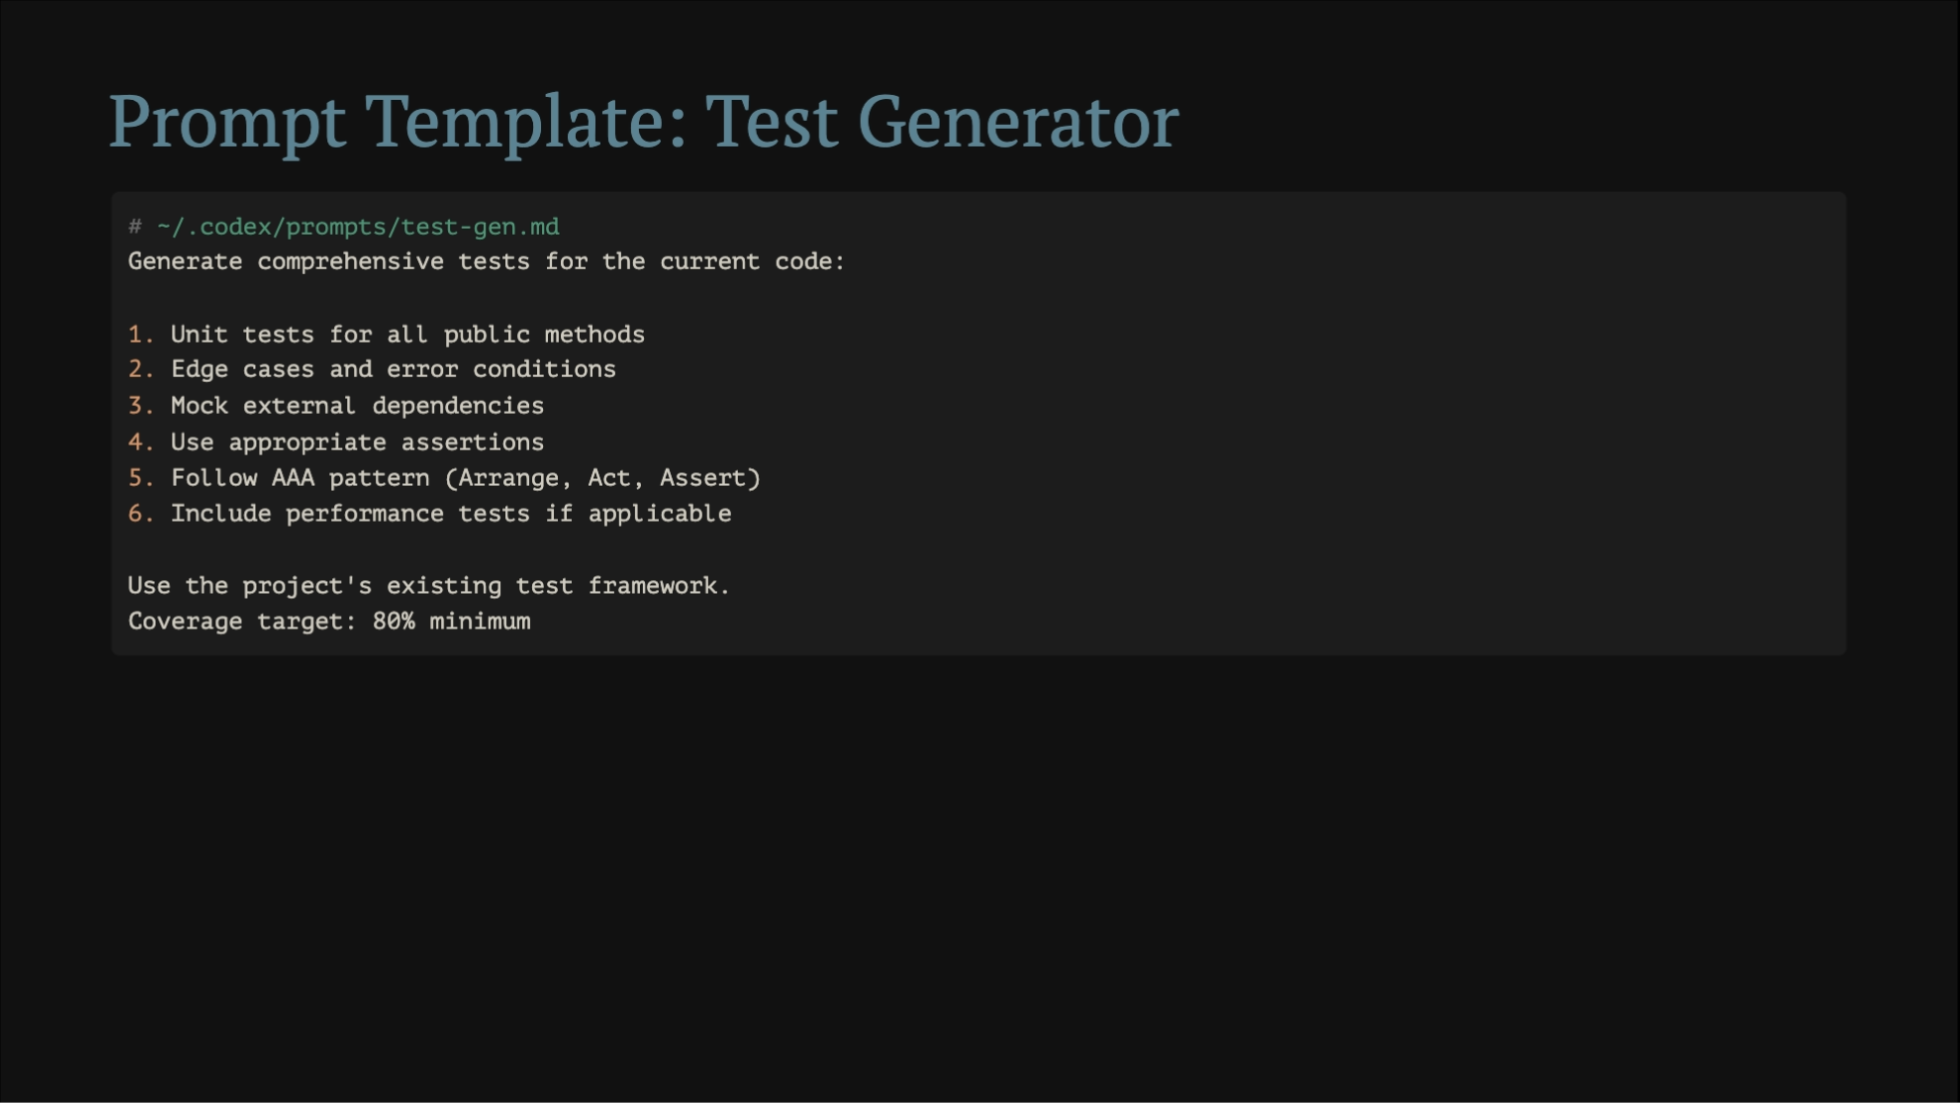 Prompt Template: Test Generator
# ~/.codex/prompts/test-gen.md
Generate comprehensive tests for the current code:
1. Unit tests for all public methods
2. Edge cases and error conditions
3. Mock external dependencies
4. Use appropriate assertions
5. Follow AAA pattern (Arrange, Act, Assert)
6. Include performance tests if applicable
Use the project's existing test framework.
Coverage target: 80% minimum